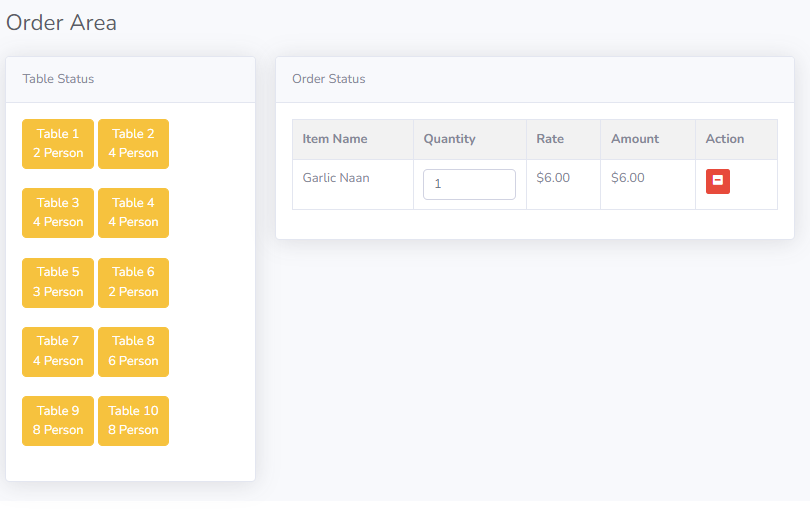 Order Area
Table Status
Table 1 Table 2
2 Person 4 Person
Table 3 Table 4
4 Person 4 Person
Table 5 Table 6
3 Person 2 Person
Table 7 Table 8
4 Person 6 Person
Table 9 Table 10
8 Person 8 Person
Order Status
Item Name Quantity Rate Amount Action
Garlic Naan 1 $6.00 $6.00